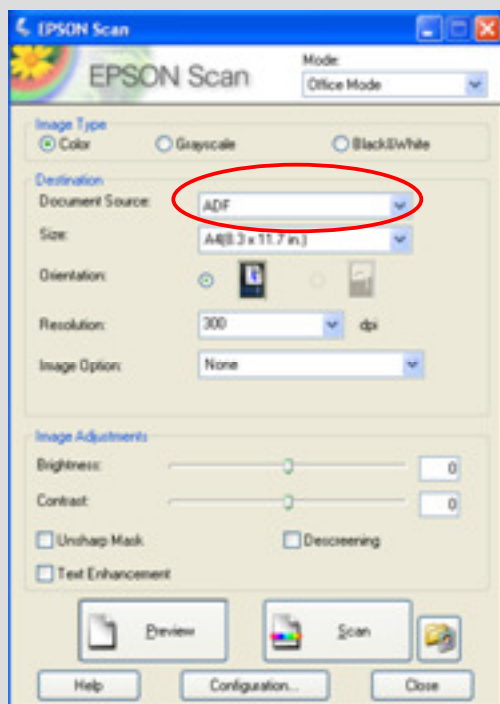 EPSON Scan
EPSON Scan
Mode:
Office Mode
Image Type
Color Grayscale Black&White
Destination
Document Source: ADF
Size: A4(8.3 x 11.7 in.)
Orientation:
Resolution: 300 dpi
Image Option: None
Image Adjustments
Brightness: 0
Contrast: 0
Unsharp Mask Descreening
Text Enhancement
Preview Scan
Help Configuration... Close